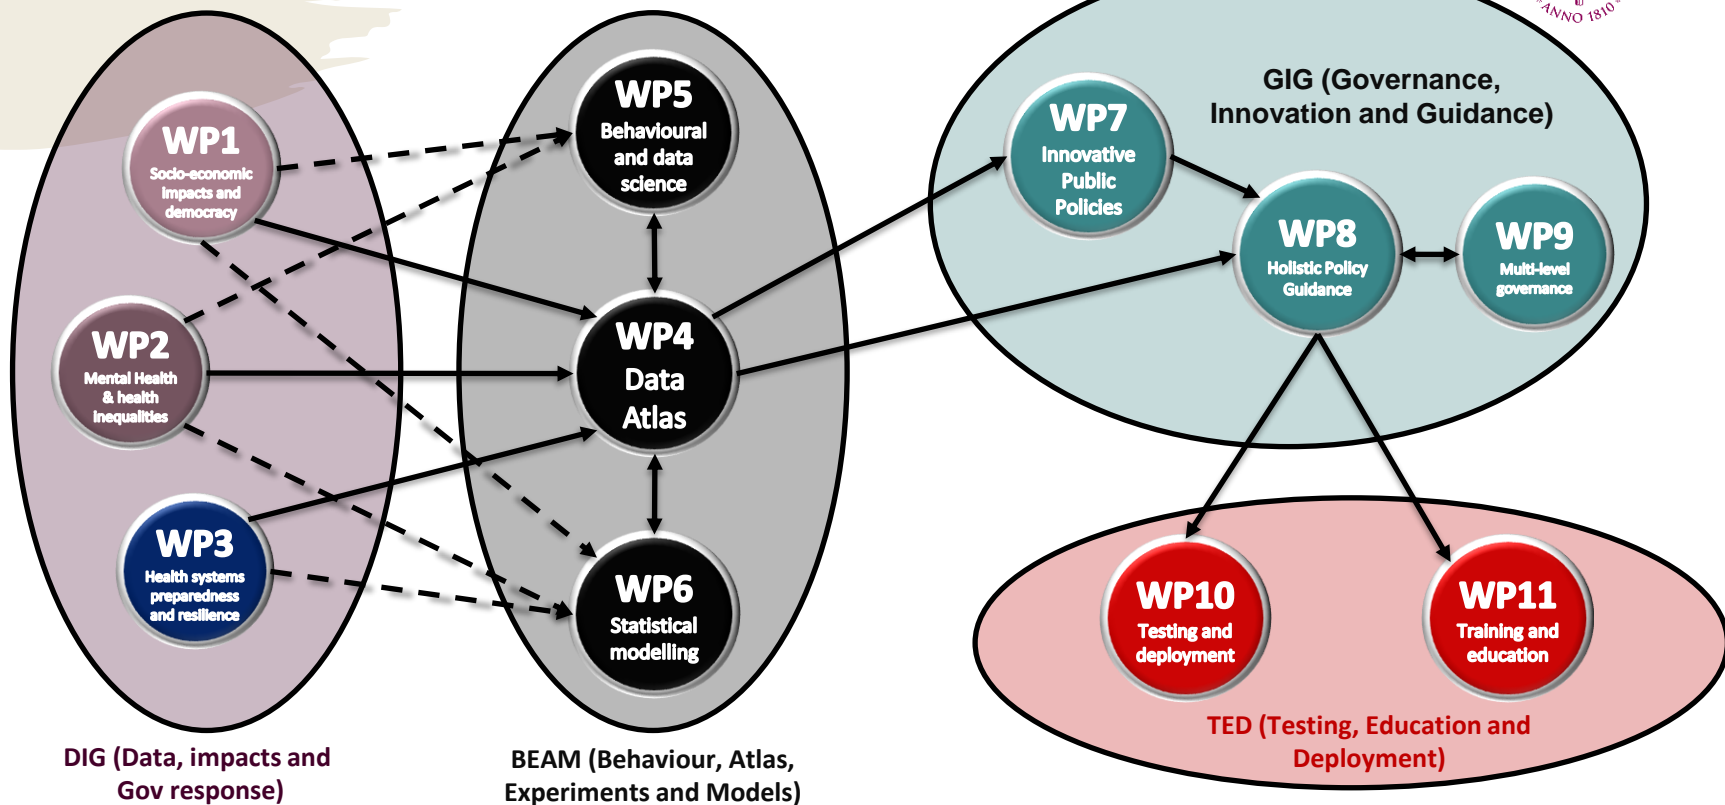 ANNO 1810
WP1
Socio-economic
impacts and
democracy
WP2
Mental Health
& health
inequalities
WP3
Health systems
preparedness
and resilience
DIG (Data, impacts and
Gov response)
WP5
Behavioural
and data
science
WP4
Data
Atlas
WP6
Statistical
modelling
BEAM (Behaviour, Atlas,
Experiments and Models)
GIG (Governance,
Innovation and Guidance)
WP7
Innovative
Public
Policies
WP8
Holistic Policy
Guidance
WP9
Multi-level
governance
WP10
Testing and
deployment
WP11
Training and
education
TED (Testing, Education and
Deployment)